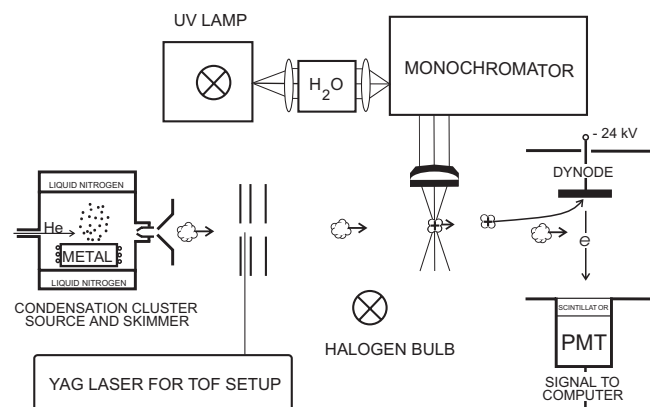 UV LAMP
H2O
MONOCHROMATOR
- 24 kV
DYNODE
LIQUID NITROGEN
He
METAL
LIQUID NITROGEN
CONDENSATION CLUSTER
SOURCE AND SKIMMER
e
HALOGEN BULB
SCINTILLATOR
PMT
YAG LASER FOR TOF SETUP
SIGNAL TO
COMPUTER